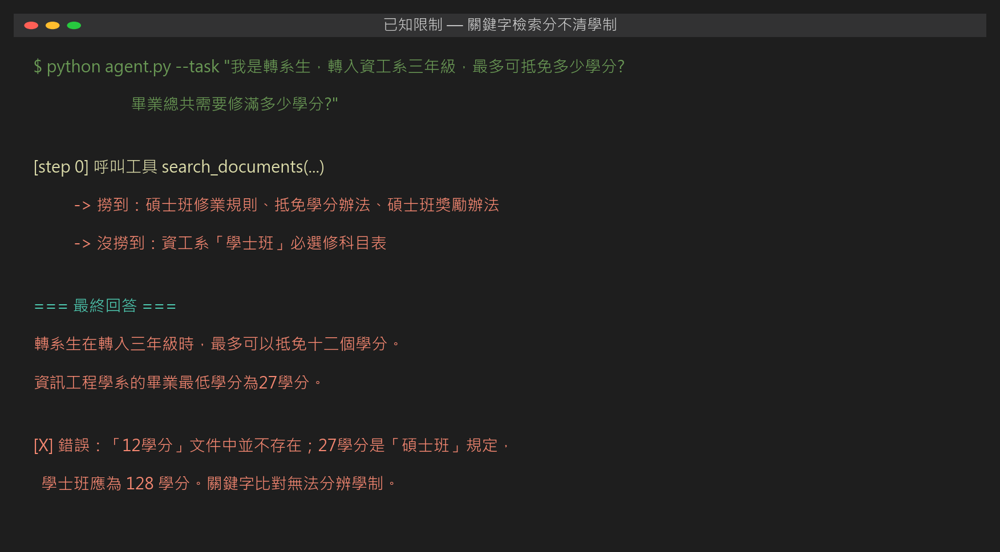 已知限制 — 關鍵字檢索分不清學制
$ python agent.py --task "我是轉系生，轉入資工系三年級，最多可抵免多少學分?
畢業總共需要修滿多少學分?"
[step 0] 呼叫工具 search_documents(...)
-> 撈到：碩士班修業規則、抵免學分辦法、碩士班獎勵辦法
-> 沒撈到：資工系「學士班」必選修科目表
=== 最終回答 ===
轉系生在轉入三年級時，最多可以抵免十二個學分。
資訊工程學系的畢業最低學分為27學分。
[X] 錯誤：「12學分」文件中並不存在；27學分是「碩士班」規定，
學士班應為 128 學分。關鍵字比對無法分辨學制。